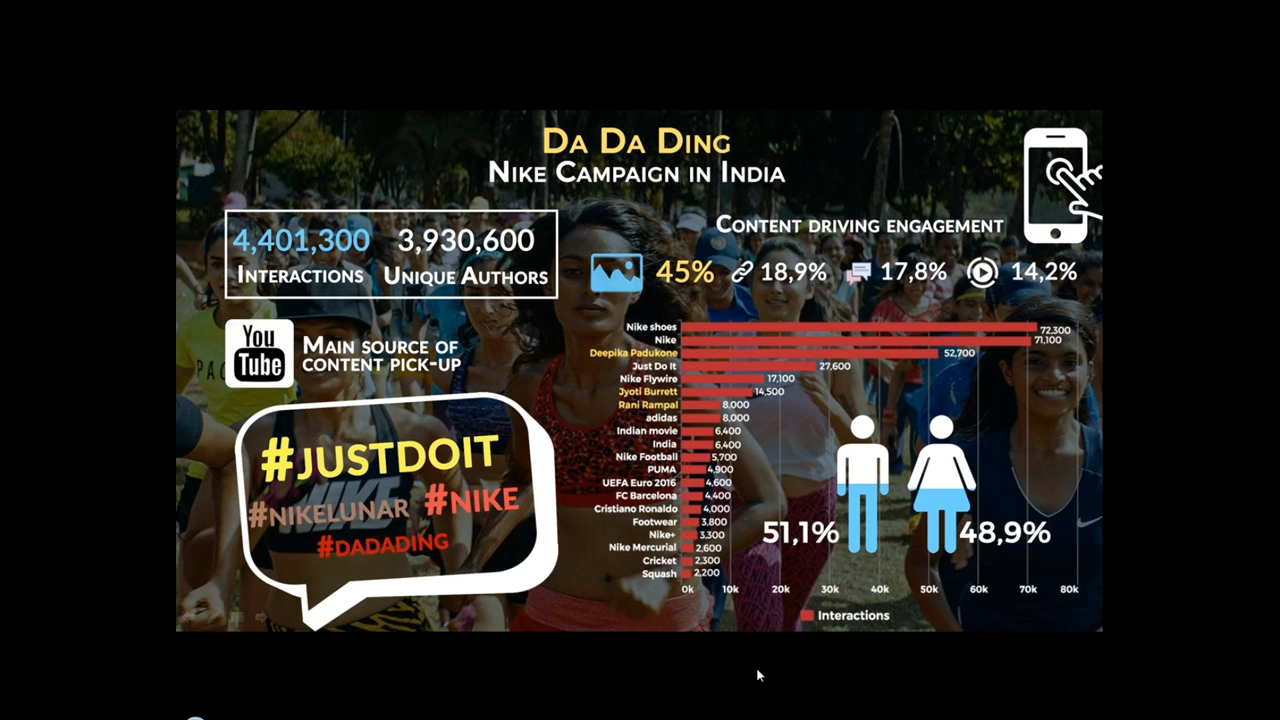 Da Da Ding
Nike Campaign in India
4,401,300
Interactions
3,930,600
Unique Authors
Content driving engagement
45%
18,9%
17,8%
14,2%
You
Tube
Main source of
content pick-up
#JUSTDOIT
#NIKELUNAR
#NIKE
#DADADING
NIKE
Nike shoes 72,300
Nike 71,100
Deepika Padukone 52,700
Just Do It 27,600
Nike Flywire 17,100
Jyoti Burrett 14,500
Rani Rampal 8,000
adidas 8,000
Indian movie 6,400
India 6,400
Nike Football 5,700
PUMA 4,900
UEFA Euro 2016 4,600
FC Barcelona 4,400
Cristiano Ronaldo 4,000
Footwear 3,800
Nike+ 3,300
Nike Mercurial 2,600
Cricket 2,300
Squash 2,200
0k 10k 20k 30k 40k 50k 60k 70k 80k
Interactions
51,1%
48,9%